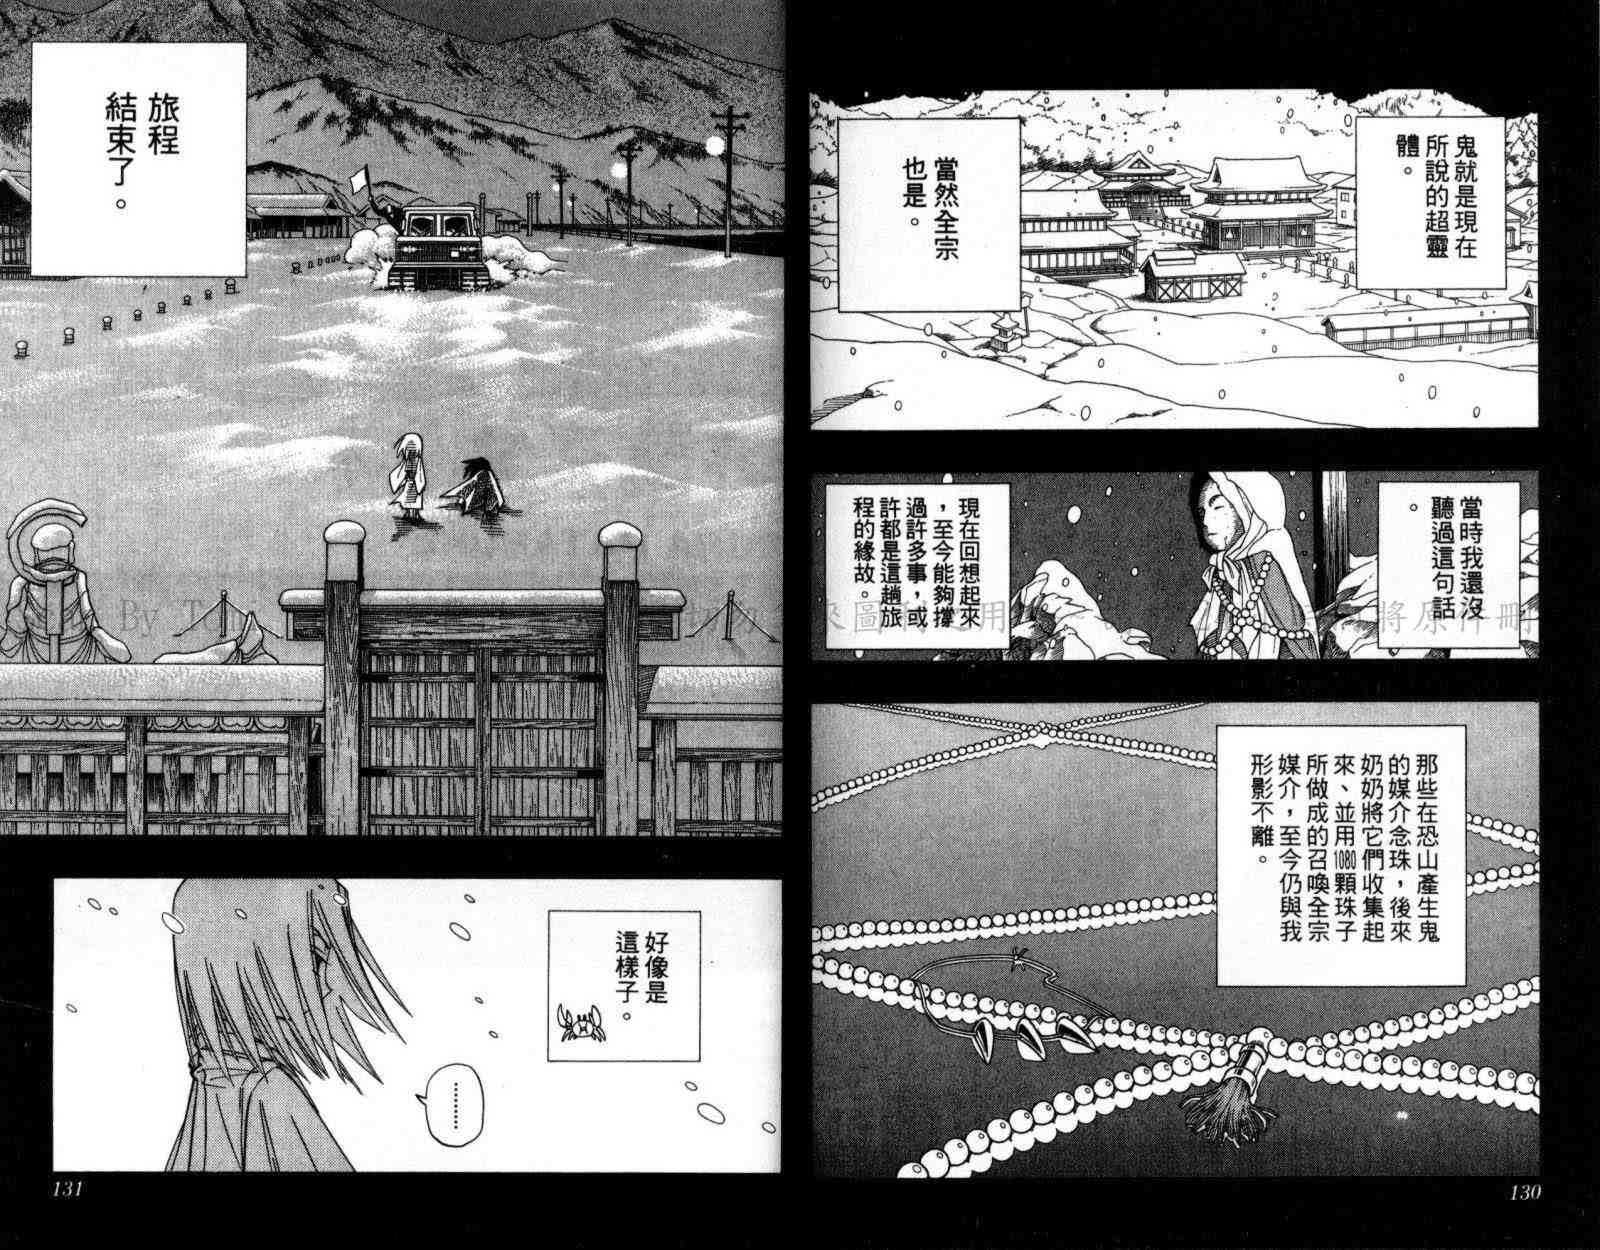 鬼就是現在
所說的超靈
體。
當然全宗
也是。
當時我還沒
聽過這句話
。
現在回想起來
，至今能夠撐
過許多事，或
許都是這趟旅
程的緣故。
那些在恐山產生鬼
的媒介念珠，後來
奶奶將它們收集起
來、並用1080顆珠子
所做成的召喚全宗
媒介，至今仍與我
形影不離。
130
旅程
結束了。
好像是
這樣子。
………
131